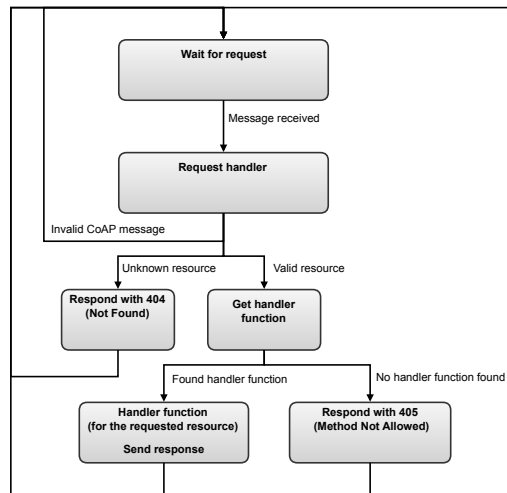 Wait for request
Message received
Request handler
Invalid CoAP message
Unknown resource
Valid resource
Respond with 404
(Not Found)
Get handler
function
Found handler function
No handler function found
Handler function
(for the requested resource)
Send response
Respond with 405
(Method Not Allowed)